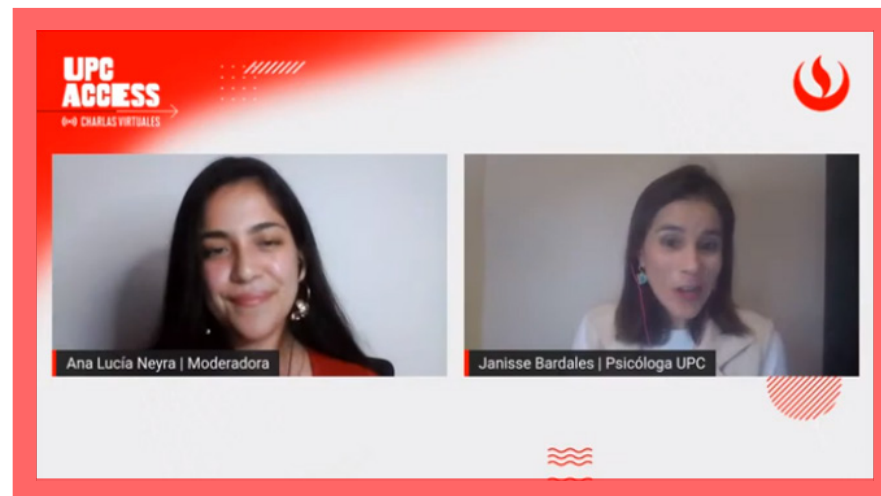 UPC
ACCESS
CHARLAS VIRTUALES
Ana Lucía Neyra | Moderadora
Janisse Bardales | Psicóloga UPC